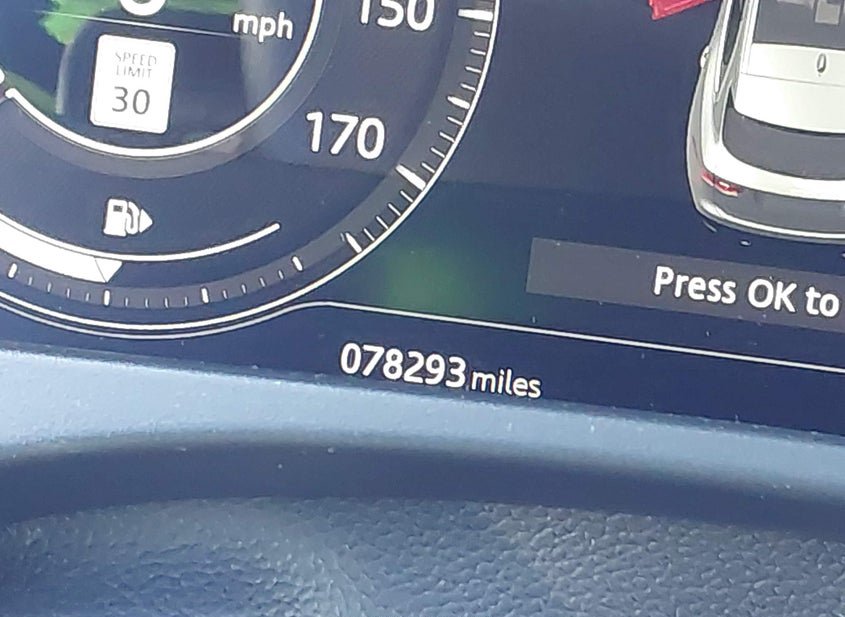 mph
150
SPEED
LIMIT
30
170
Press OK to
078293 miles